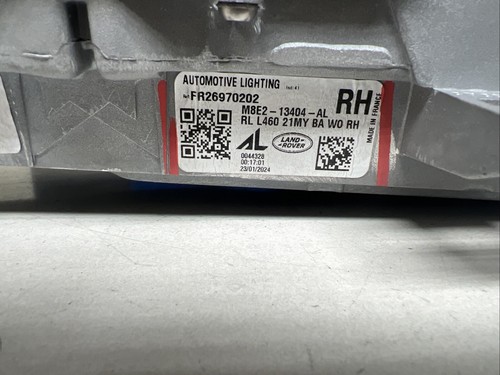 AUTOMOTIVE LIGHTING
FR26970202
RH
M8E2-13404-AL
RL L460 21MY BA WO RH
AL
LAND
ROVER
0044328
00:17:01
23/01/2024
MADE IN FRANCE